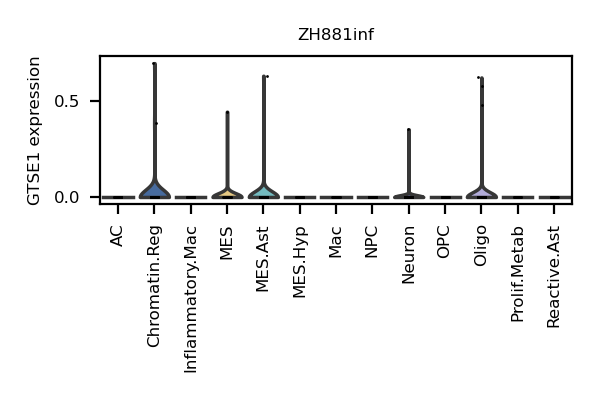 ZH881inf
GTSE1 expression
0.5
0.0
AC
Chromatin.Reg
Inflammatory.Mac
MES
MES.Ast
MES.Hyp
Mac
NPC
Neuron
OPC
Oligo
Prolif.Metab
Reactive.Ast